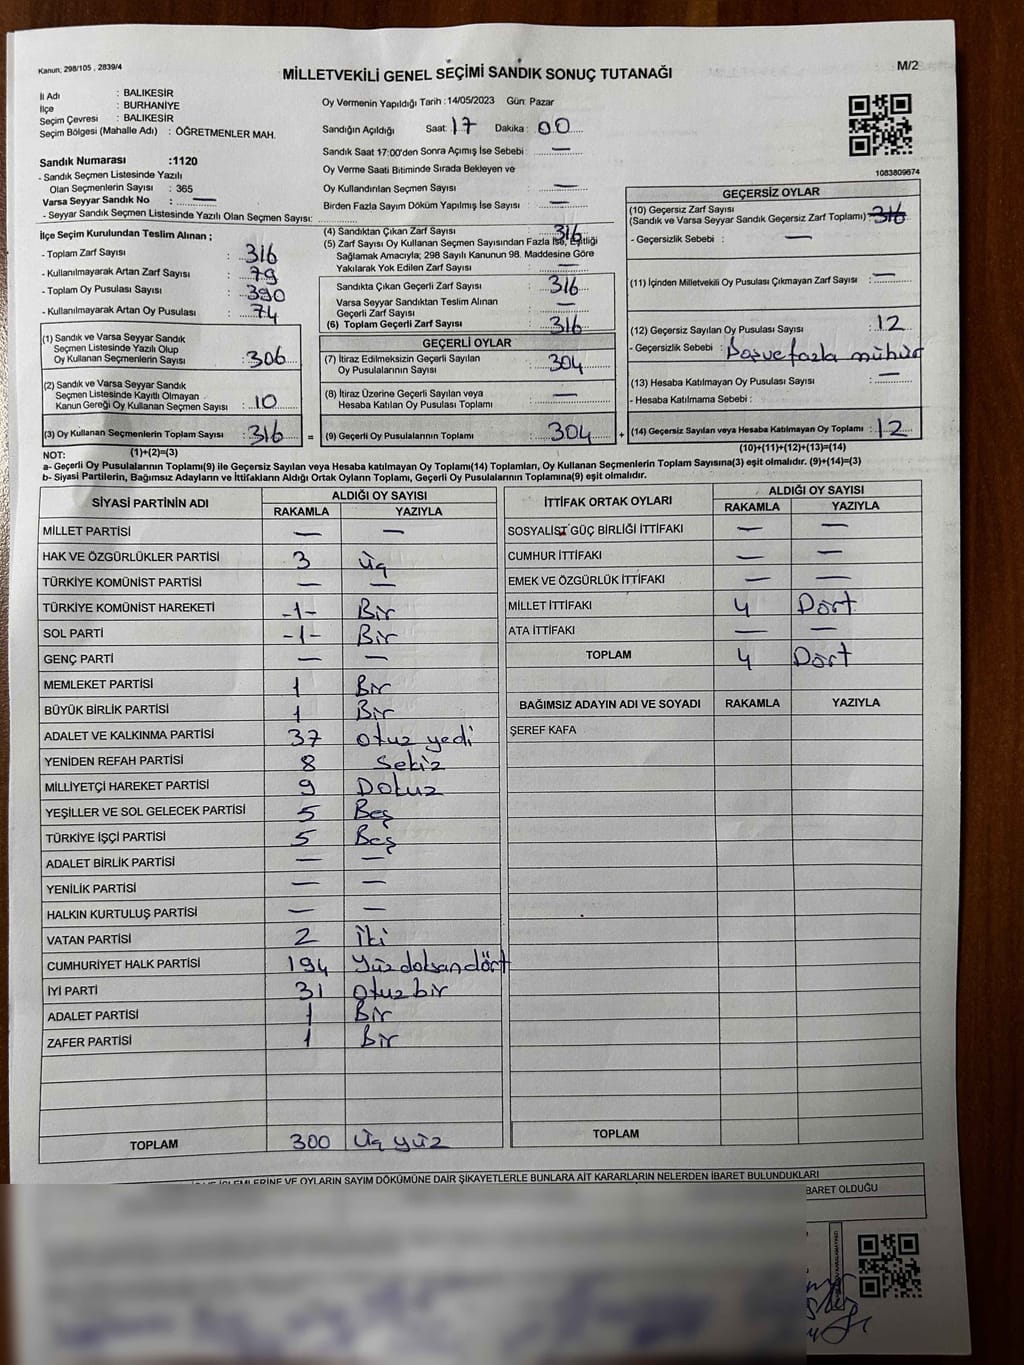 Kanun; 298/105 , 2839/4
M/2
MİLLETVEKİLİ GENEL SEÇİMİ SANDIK SONUÇ TUTANAĞI
İl Adı : BALIKESİR
İlçe : BURHANİYE
Seçim Çevresi : BALIKESİR
Seçim Bölgesi (Mahalle Adı) : ÖĞRETMENLER MAH.
Sandık Numarası :1120
- Sandık Seçmen Listesinde Yazılı
Olan Seçmenlerin Sayısı : 365
Varsa Seyyar Sandık No : —
- Seyyar Sandık Seçmen Listesinde Yazılı Olan Seçmen Sayısı:
Oy Vermenin Yapıldığı Tarih : 14/05/2023 Gün: Pazar
Sandığın Açıldığı Saat: 17 Dakika: 00
Sandık Saat 17:00'den Sonra Açımış İse Sebebi : —
Oy Verme Saati Bitiminde Sırada Bekleyen ve
Oy Kullandırılan Seçmen Sayısı : —
Birden Fazla Sayım Döküm Yapılmış İse Sayısı : —
1083809674
İlçe Seçim Kurulundan Teslim Alınan ;
- Toplam Zarf Sayısı : 316
- Kullanılmayarak Artan Zarf Sayısı : 79
- Toplam Oy Pusulası Sayısı : 390
- Kullanılmayarak Artan Oy Pusulası : 74
(1) Sandık ve Varsa Seyyar Sandık
Seçmen Listesinde Yazılı Olup
Oy Kullanan Seçmenlerin Sayısı : 306
(2) Sandık ve Varsa Seyyar Sandık
Seçmen Listesinde Kayıtlı Olmayan
Kanun Gereği Oy Kullanan Seçmen Sayısı : 10
(3) Oy Kullanan Seçmenlerin Toplam Sayısı : 316
(1)+(2)=(3)
(4) Sandıktan Çıkan Zarf Sayısı : 316
(5) Zarf Sayısı Oy Kullanan Seçmen Sayısından Fazla İse, Eşitliği
Sağlamak Amacıyla; 298 Sayılı Kanunun 98. Maddesine Göre
Yakılarak Yok Edilen Zarf Sayısı : —
Sandıkta Çıkan Geçerli Zarf Sayısı : 316
Varsa Seyyar Sandıktan Teslim Alınan
Geçerli Zarf Sayısı : —
(6) Toplam Geçerli Zarf Sayısı : 316
GEÇERLİ OYLAR
(7) İtiraz Edilmeksizin Geçerli Sayılan
Oy Pusulalarının Sayısı : 304
(8) İtiraz Üzerine Geçerli Sayılan veya
Hesaba Katılan Oy Pusulası Toplamı : —
= (9) Geçerli Oy Pusulalarının Toplamı : 304 +
GEÇERSİZ OYLAR
(10) Geçersiz Zarf Sayısı
(Sandık ve Varsa Seyyar Sandık Geçersiz Zarf Toplamı) : 316
- Geçersizlik Sebebi : —
(11) İçinden Milletvekili Oy Pusulası Çıkmayan Zarf Sayısı : —
(12) Geçersiz Sayılan Oy Pusulası Sayısı : 12
- Geçersizlik Sebebi : Boş ve fazla mühür
(13) Hesaba Katılmayan Oy Pusulası Sayısı : —
- Hesaba Katılmama Sebebi :
(14) Geçersiz Sayılan veya Hesaba Katılmayan Oy Toplamı : 12
(10)+(11)+(12)+(13)=(14)
NOT:
a- Geçerli Oy Pusulalarının Toplamı(9) ile Geçersiz Sayılan veya Hesaba katılmayan Oy Toplamı(14) Toplamları, Oy Kullanan Seçmenlerin Toplam Sayısına(3) eşit olmalıdır. (9)+(14)=(3)
b- Siyasi Partilerin, Bağımsız Adayların ve İttifakların Aldığı Ortak Oyların Toplamı, Geçerli Oy Pusulalarının Toplamına(9) eşit olmalıdır.
SİYASİ PARTİNİN ADI ALDIĞI OY SAYISI
RAKAMLA YAZIYLA
MİLLET PARTİSİ — —
HAK VE ÖZGÜRLÜKLER PARTİSİ 3 Üç
TÜRKİYE KOMÜNİST PARTİSİ — —
TÜRKİYE KOMÜNİST HAREKETİ -1- Bir
SOL PARTİ -1- Bir
GENÇ PARTİ — —
MEMLEKET PARTİSİ 1 Bir
BÜYÜK BİRLİK PARTİSİ 1 Bir
ADALET VE KALKINMA PARTİSİ 37 otuz yedi
YENİDEN REFAH PARTİSİ 8 Sekiz
MİLLİYETÇİ HAREKET PARTİSİ 9 Dokuz
YEŞİLLER VE SOL GELECEK PARTİSİ 5 Beş
TÜRKİYE İŞÇİ PARTİSİ 5 Beş
ADALET BİRLİK PARTİSİ — —
YENİLİK PARTİSİ — —
HALKIN KURTULUŞ PARTİSİ — —
VATAN PARTİSİ 2 İki
CUMHURİYET HALK PARTİSİ 194 Yüz doksan dört
İYİ PARTİ 31 otuz bir
ADALET PARTİSİ 1 Bir
ZAFER PARTİSİ 1 Bir
TOPLAM 300 Üç yüz
İTTİFAK ORTAK OYLARI ALDIĞI OY SAYISI
RAKAMLA YAZIYLA
SOSYALİST GÜÇ BİRLİĞİ İTTİFAKI — —
CUMHUR İTTİFAKI — —
EMEK VE ÖZGÜRLÜK İTTİFAKI — —
MİLLET İTTİFAKI 4 Dört
ATA İTTİFAKI — —
TOPLAM 4 Dört
BAĞIMSIZ ADAYIN ADI VE SOYADI RAKAMLA YAZIYLA
ŞEREF KAFA
TOPLAM
İŞLEMLERİNE VE OYLARIN SAYIM DÖKÜMÜNE DAİR ŞİKAYETLERLE BUNLARA AİT KARARLARIN NELERDEN İBARET BULUNDUKLARI
BARET OLDUĞU